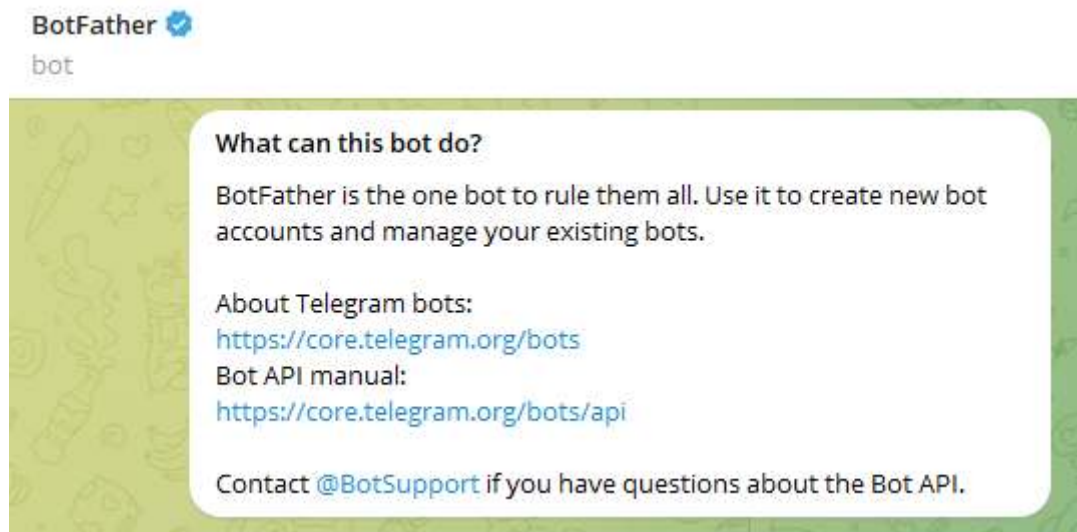 BotFather
bot
What can this bot do?
BotFather is the one bot to rule them all. Use it to create new bot
accounts and manage your existing bots.
About Telegram bots:
https://core.telegram.org/bots
Bot API manual:
https://core.telegram.org/bots/api
Contact @BotSupport if you have questions about the Bot API.